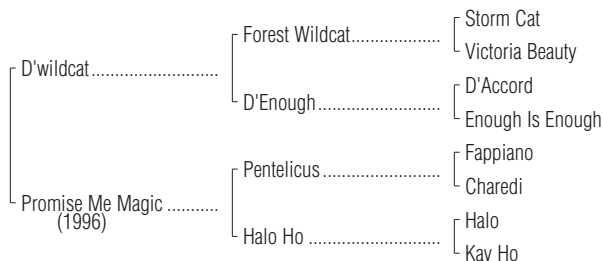 Storm Cat
Forest Wildcat....................
Victoria Beauty
D'wildcat............................
D'Accord
D'Enough...........................
Enough Is Enough
Fappiano
Pentelicus..........................
Charedi
Promise Me Magic ...........
(1996)
Halo
Halo Ho .............................
Kay Ho